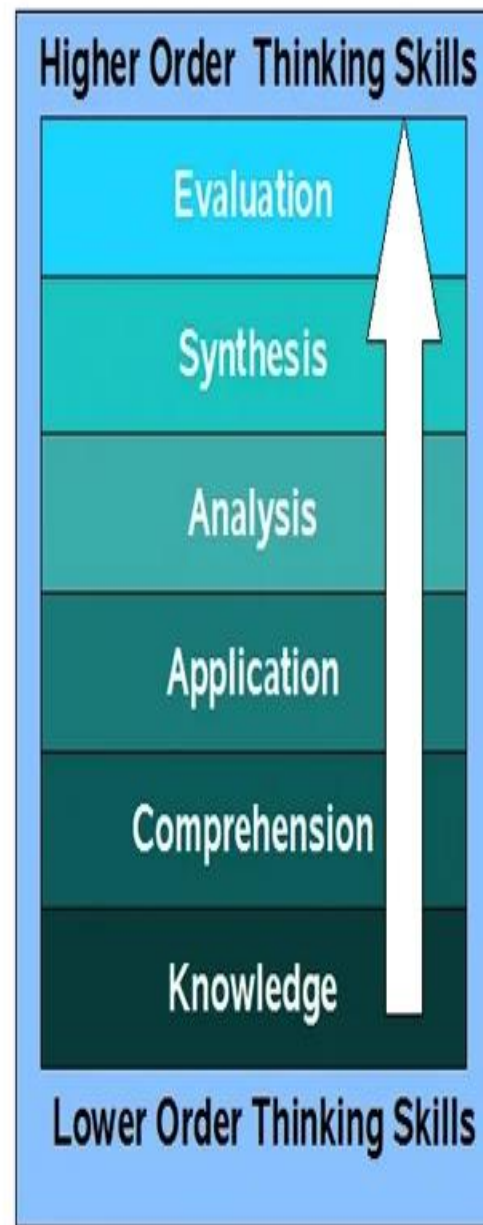 Higher Order Thinking Skills
Evaluation
Synthesis
Analysis
Application
Comprehension
Knowledge
Lower Order Thinking Skills